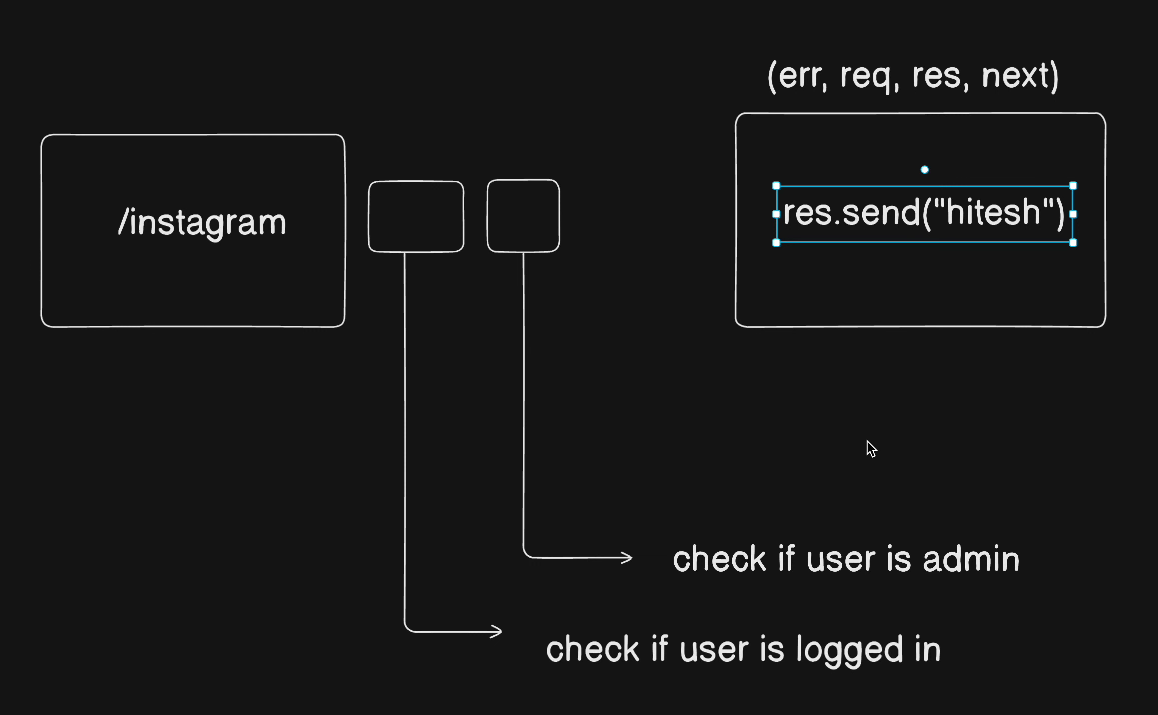 (err, req, res, next)
/instagram
res.send("hitesh")
check if user is admin
check if user is logged in